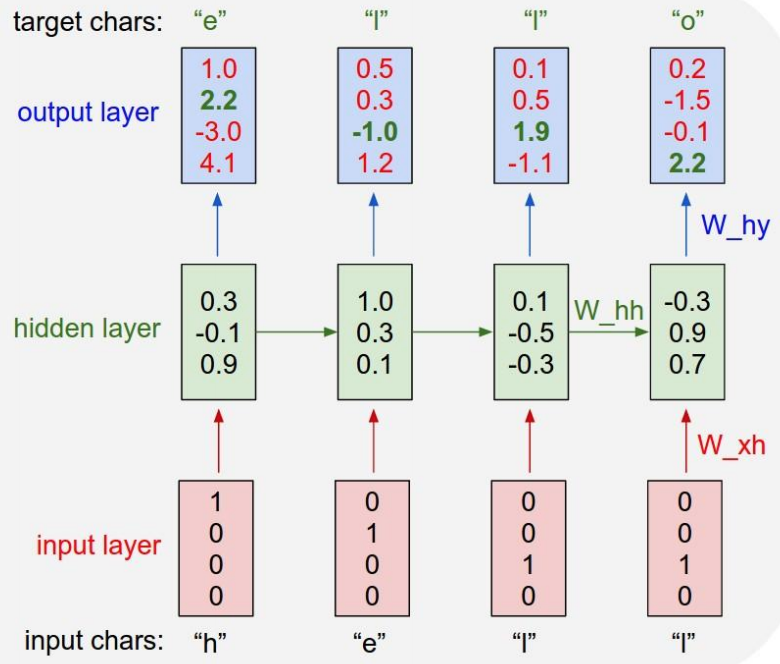 target chars: “e” “l” “l” “o”
1.0 0.5 0.1 0.2
2.2 0.3 0.5 -1.5
output layer
-3.0 -1.0 1.9 -0.1
4.1 1.2 -1.1 2.2
W_hy
0.3 1.0 0.1 -0.3
W_hh
hidden layer -0.1 0.3 -0.5 0.9
0.9 0.1 -0.3 0.7
W_xh
1 0 0 0
0 1 0 0
input layer
0 0 1 1
0 0 0 0
input chars: “h” “e” “l” “l”